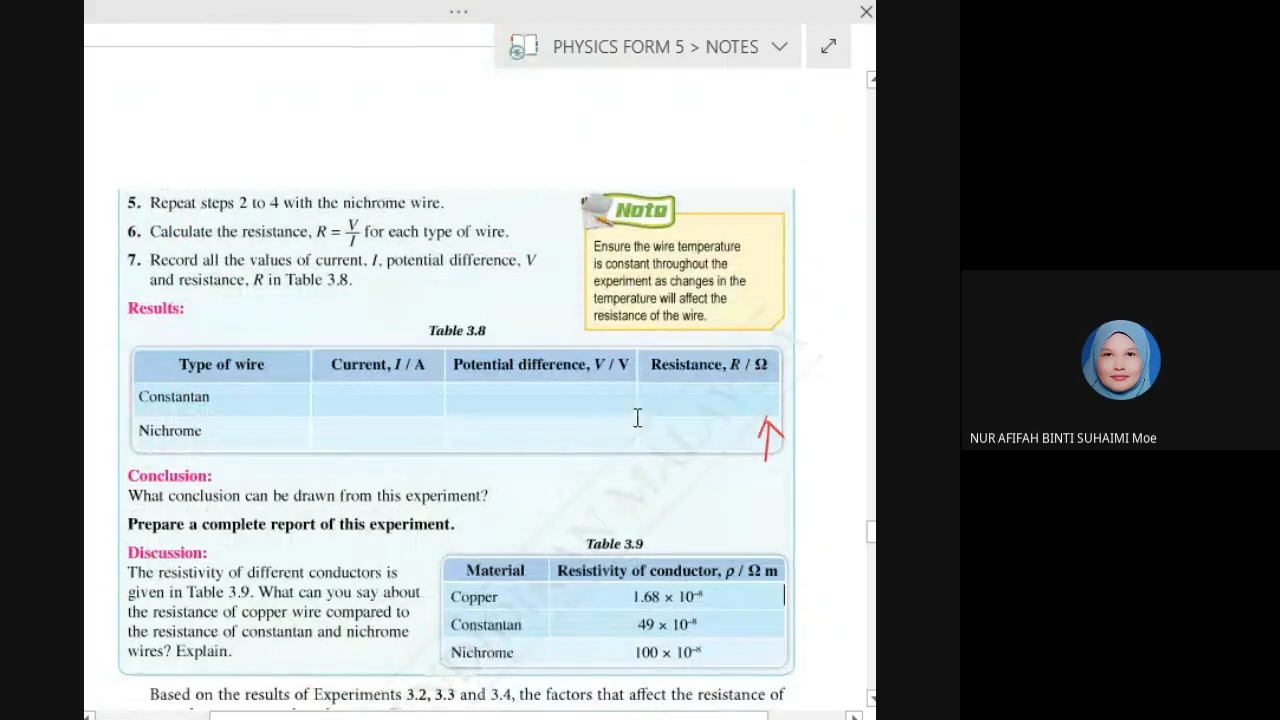 PHYSICS FORM 5 > NOTES
5. Repeat steps 2 to 4 with the nichrome wire.
6. Calculate the resistance, R = V/I for each type of wire.
7. Record all the values of current, I, potential difference, V
and resistance, R in Table 3.8.
Note
Ensure the wire temperature
is constant throughout the
experiment as changes in the
temperature will affect the
resistance of the wire.
Results:
Table 3.8
Type of wire Current, I / A Potential difference, V / V Resistance, R / Ω
Constantan
Nichrome
Conclusion:
What conclusion can be drawn from this experiment?
Prepare a complete report of this experiment.
Discussion:
The resistivity of different conductors is
given in Table 3.9. What can you say about
the resistance of copper wire compared to
the resistance of constantan and nichrome
wires? Explain.
Table 3.9
Material Resistivity of conductor, ρ / Ω m
Copper 1.68 × 10⁻⁸
Constantan 49 × 10⁻⁸
Nichrome 100 × 10⁻⁸
Based on the results of Experiments 3.2, 3.3 and 3.4, the factors that affect the resistance of
NUR AFIFAH BINTI SUHAIMI Moe